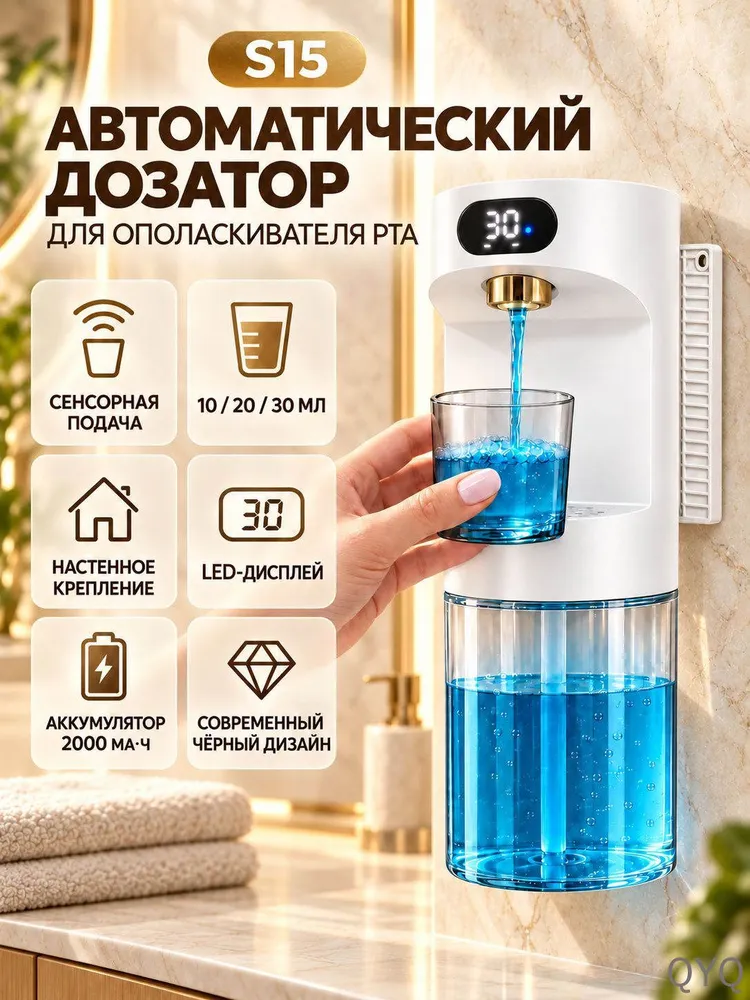 S15
АВТОМАТИЧЕСКИЙ
ДОЗАТОР
ДЛЯ ОПОЛАСКИВАТЕЛЯ РТА
30
СЕНСОРНАЯ
ПОДАЧА
10 / 20 / 30 МЛ
НАСТЕННОЕ
КРЕПЛЕНИЕ
30
LED-ДИСПЛЕЙ
АККУМУЛЯТОР
2000 МА·Ч
СОВРЕМЕННЫЙ
ЧЁРНЫЙ ДИЗАЙН
QYQ